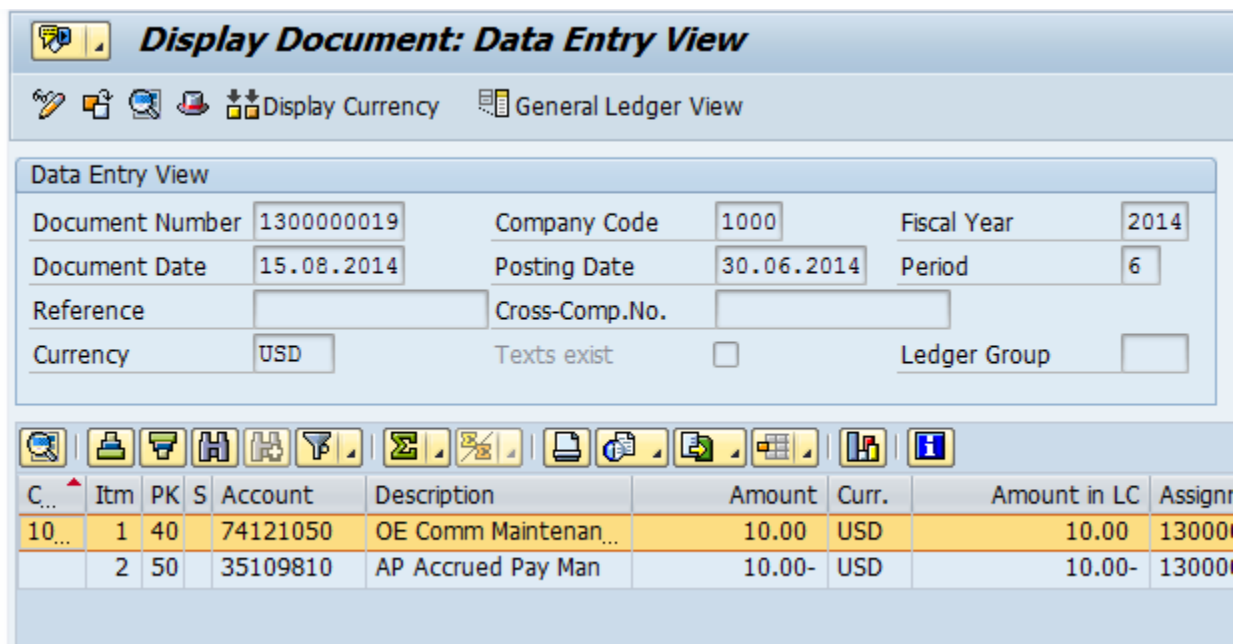 Display Document: Data Entry View
Display Currency General Ledger View
Data Entry View
Document Number 1300000019 Company Code 1000 Fiscal Year 2014
Document Date 15.08.2014 Posting Date 30.06.2014 Period 6
Reference Cross-Comp.No.
Currency USD Texts exist Ledger Group
C... Itm PK S Account Description Amount Curr. Amount in LC Assignn
10... 1 40 74121050 OE Comm Maintenan... 10.00 USD 10.00 130000
2 50 35109810 AP Accrued Pay Man 10.00- USD 10.00- 130000